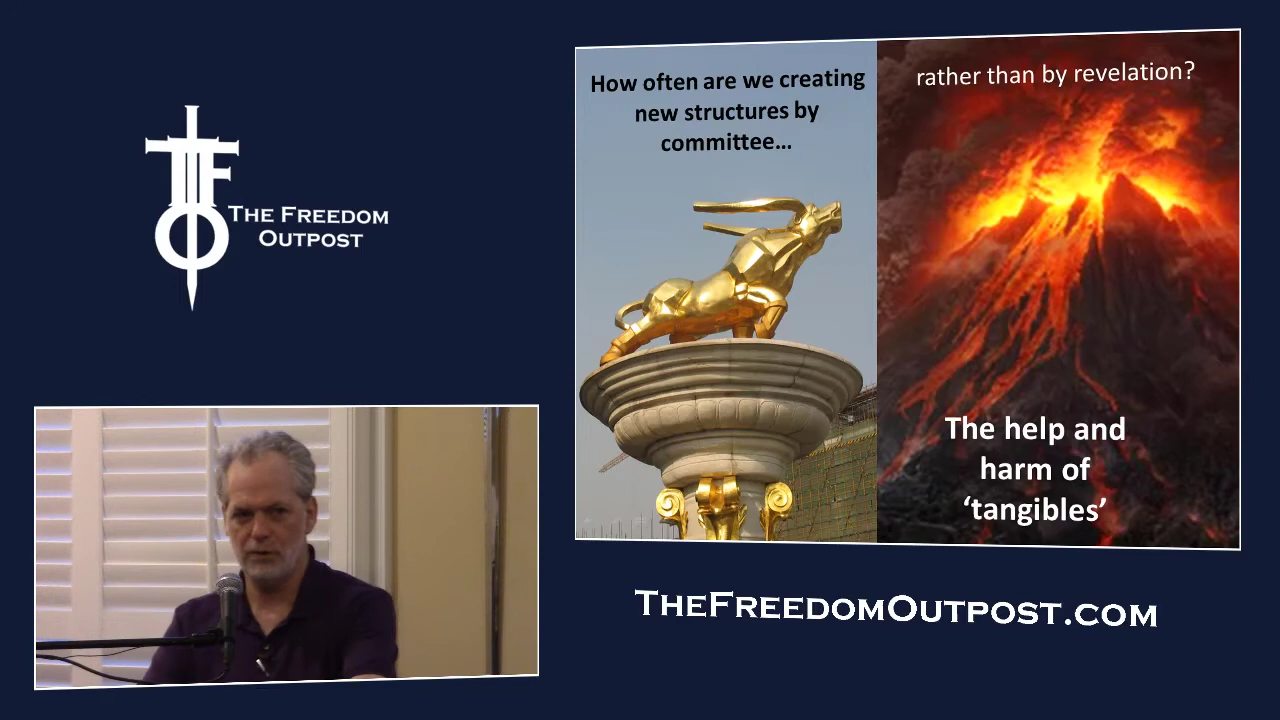 The Freedom
Outpost
How often are we creating
new structures by
committee...
rather than by revelation?
The help and
harm of
‘tangibles’
TheFreedomOutpost.com